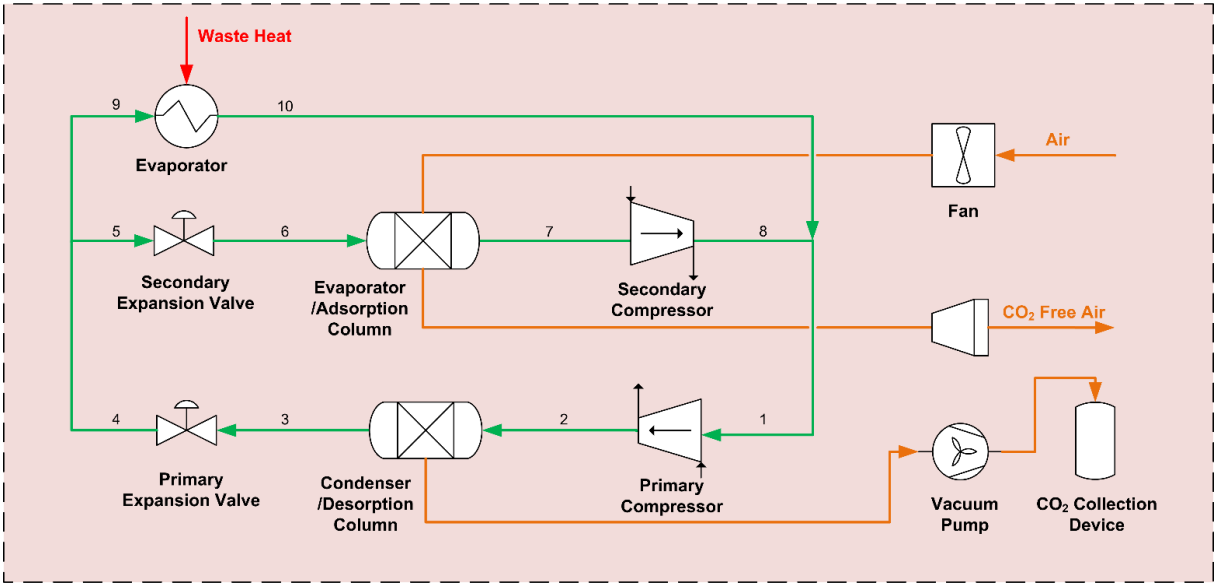 Waste Heat
9
10
Evaporator
Air
Fan
5
6
7
8
Secondary
Expansion Valve
Evaporator
/Adsorption
Column
Secondary
Compressor
CO₂ Free Air
4
3
2
1
Primary
Expansion Valve
Condenser
/Desorption
Column
Primary
Compressor
Vacuum
Pump
CO₂ Collection
Device